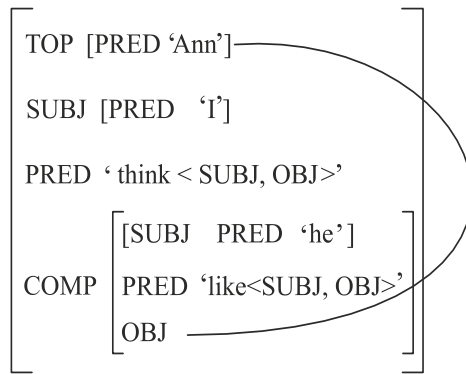 TOP [PRED ‘Ann’]
SUBJ [PRED ‘I’]
PRED ‘ think < SUBJ, OBJ>’
[SUBJ PRED ‘he’]
COMP PRED ‘like<SUBJ, OBJ>’
OBJ